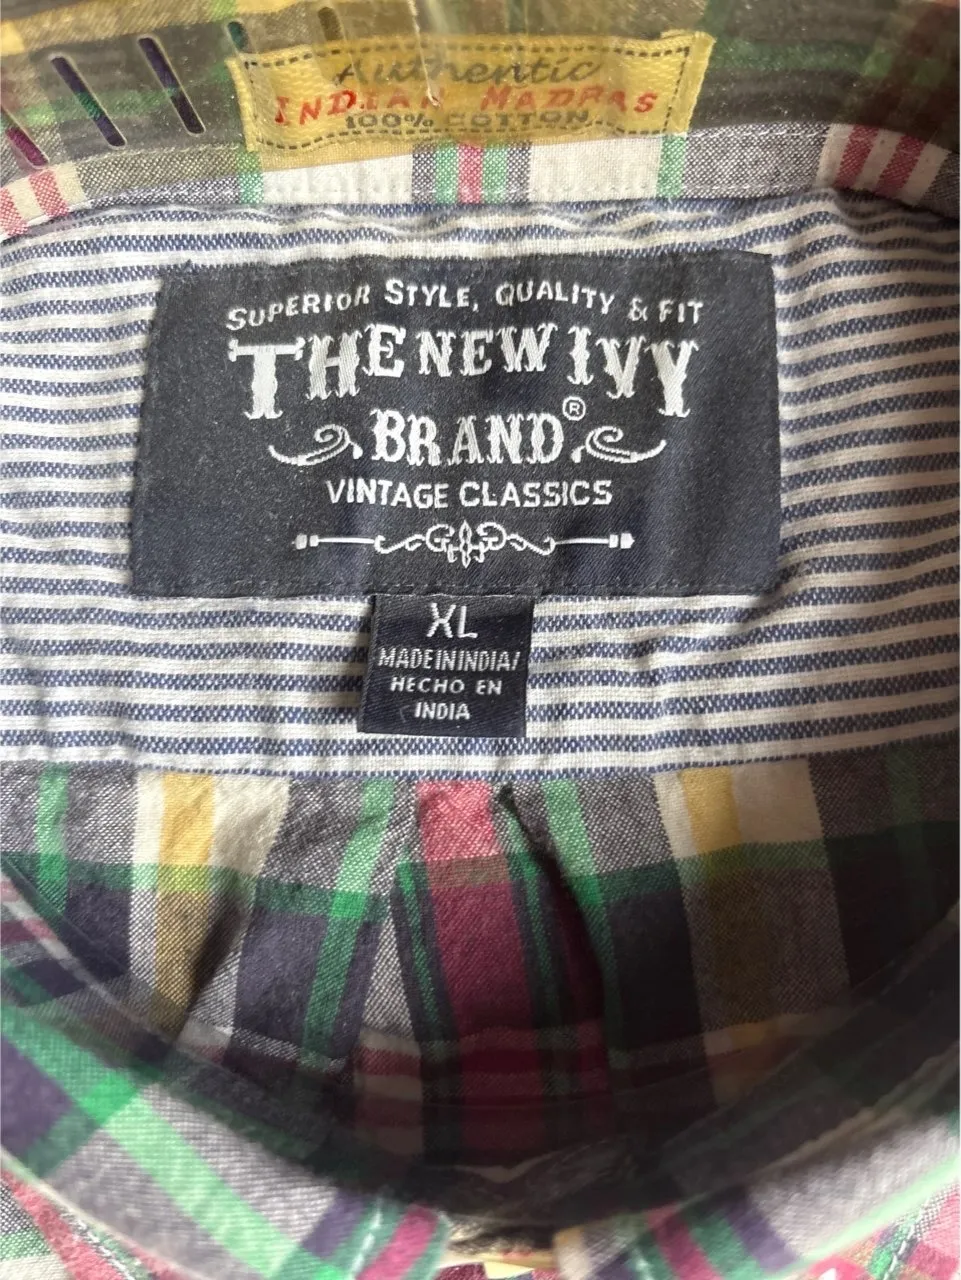 Authentic
INDIAN MADRAS
100% COTTON
SUPERIOR STYLE, QUALITY & FIT
THE NEW IVY
BRAND®
VINTAGE CLASSICS
XL
MADE IN INDIA/
HECHO EN
INDIA